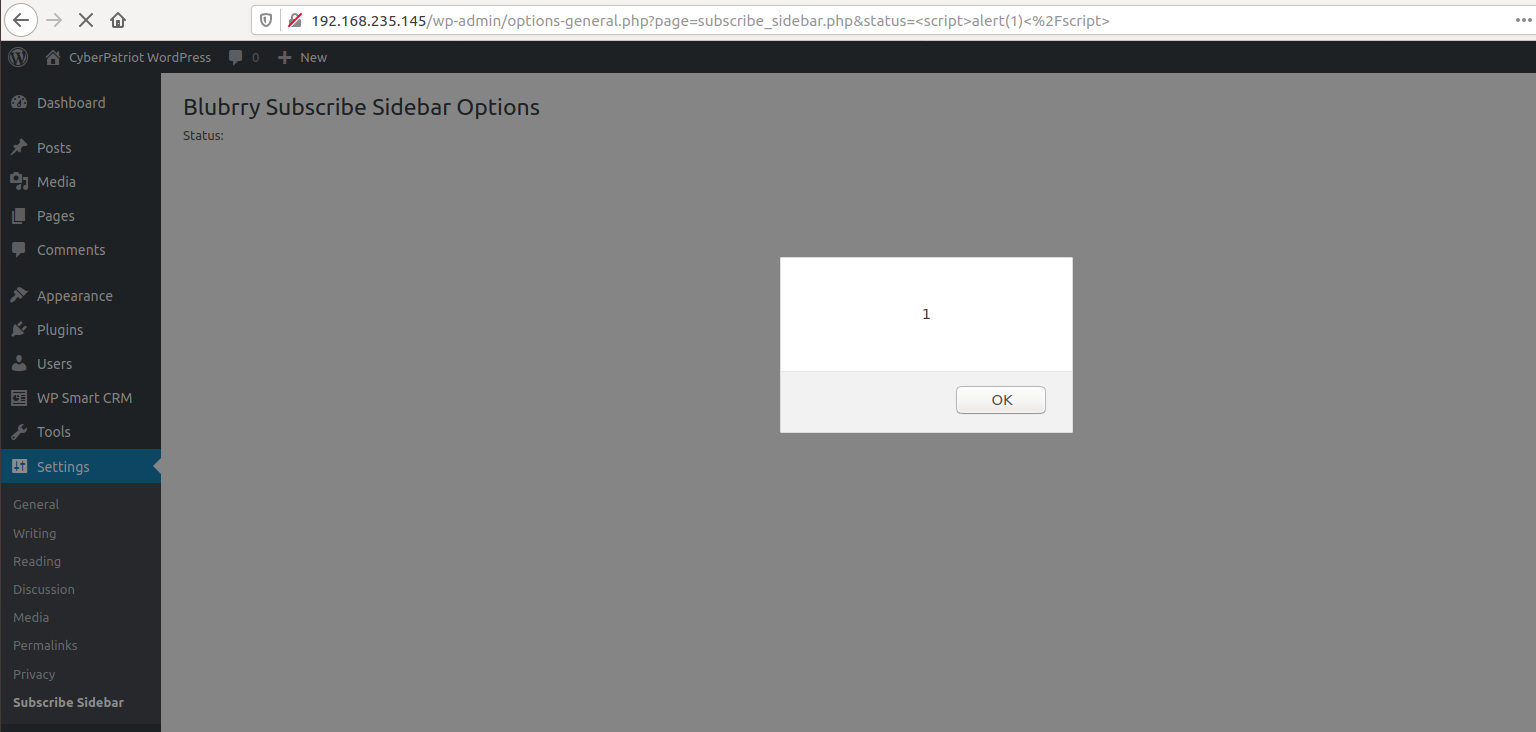 192.168.235.145/wp-admin/options-general.php?page=subscribe_sidebar.php&status=<script>alert(1)<%2Fscript>
CyberPatriot WordPress 0 New
Dashboard
Posts
Media
Pages
Comments
Appearance
Plugins
Users
WP Smart CRM
Tools
Settings
General
Writing
Reading
Discussion
Media
Permalinks
Privacy
Subscribe Sidebar
Blubrry Subscribe Sidebar Options
Status:
1
OK